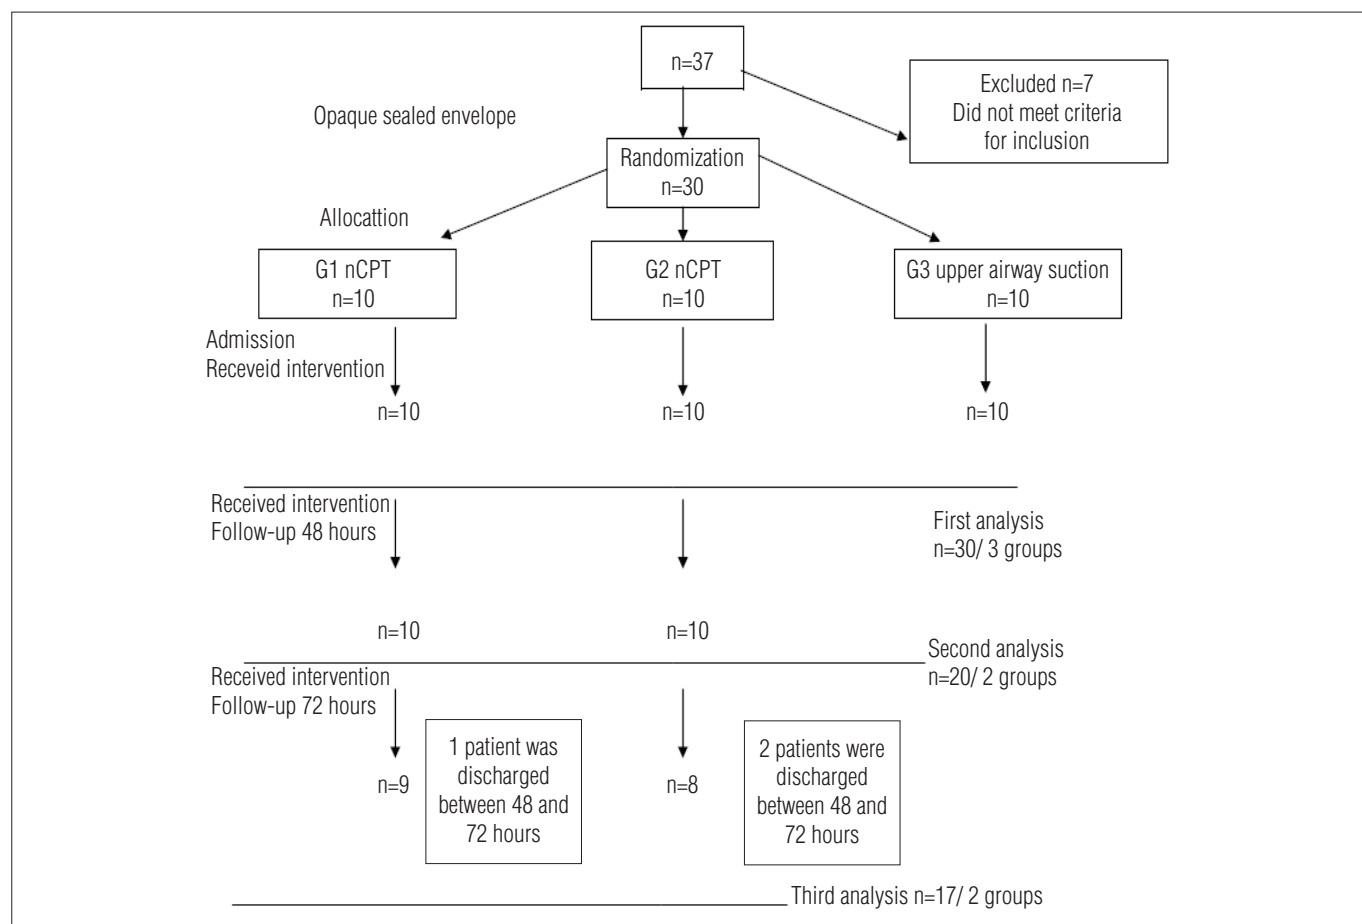 n=37
Excluded n=7
Did not meet criteria
for inclusion
Opaque sealed envelope
Randomization
n=30
Allocattion
G1 nCPT
n=10
G2 nCPT
n=10
G3 upper airway suction
n=10
Admission
Receveid intervention
n=10
n=10
n=10
Received intervention
Follow-up 48 hours
First analysis
n=30/ 3 groups
n=10
n=10
Second analysis
n=20/ 2 groups
Received intervention
Follow-up 72 hours
n=9
1 patient was
discharged
between 48 and
72 hours
n=8
2 patients were
discharged
between 48 and
72 hours
Third analysis n=17/ 2 groups